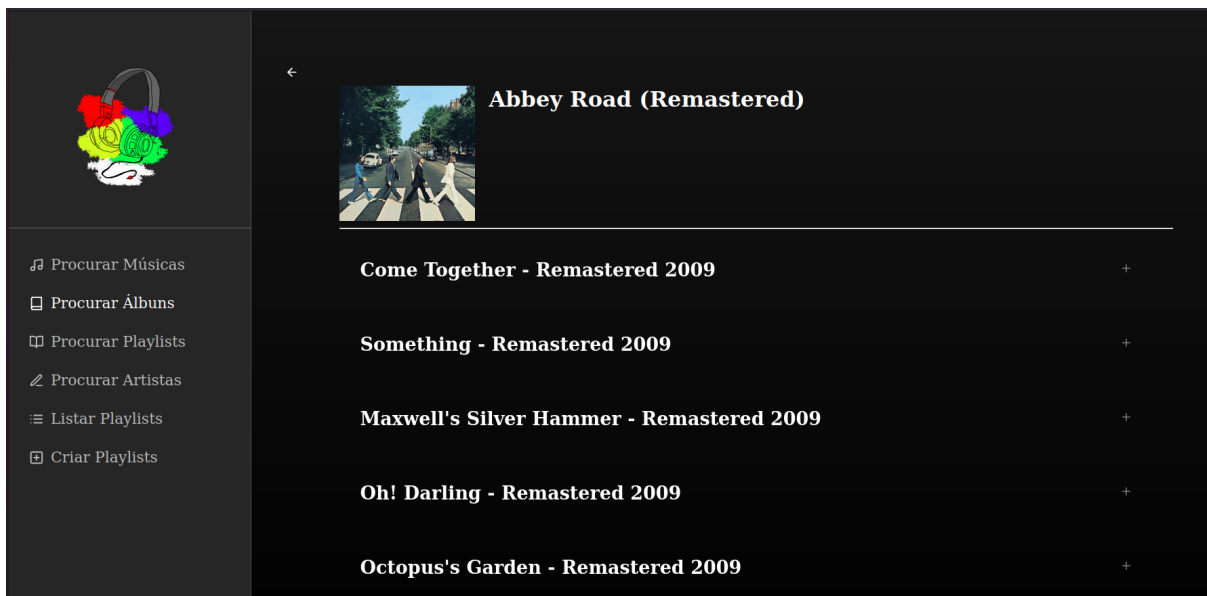 Procurar Músicas
Procurar Álbuns
Procurar Playlists
Procurar Artistas
Listar Playlists
Criar Playlists
Abbey Road (Remastered)
Come Together - Remastered 2009
+
Something - Remastered 2009
+
Maxwell's Silver Hammer - Remastered 2009
+
Oh! Darling - Remastered 2009
+
Octopus's Garden - Remastered 2009
+